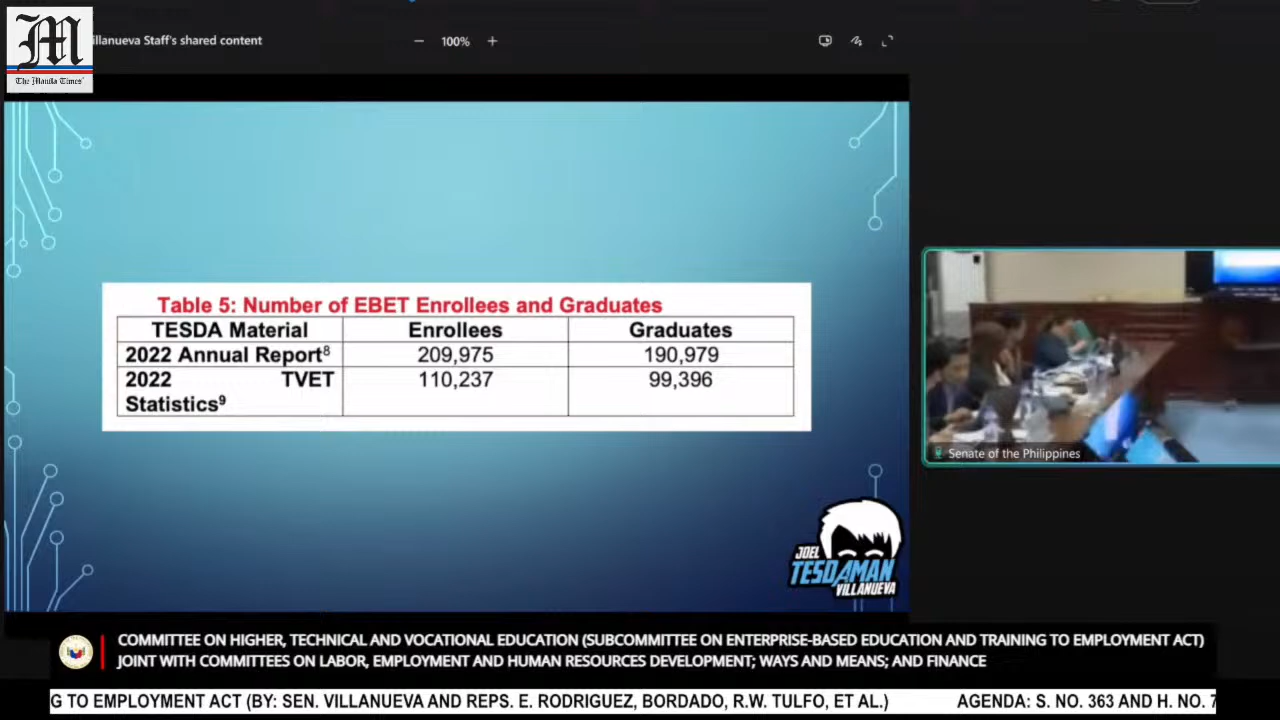 M
The Manila Times
illanueva Staff's shared content
− 100% +
Table 5: Number of EBET Enrollees and Graduates
TESDA Material Enrollees Graduates
2022 Annual Report⁸ 209,975 190,979
2022 TVET 110,237 99,396
Statistics⁹
Senate of the Philippines
JOEL
TESDAMAN
VILLANUEVA
COMMITTEE ON HIGHER, TECHNICAL AND VOCATIONAL EDUCATION (SUBCOMMITTEE ON ENTERPRISE-BASED EDUCATION AND TRAINING TO EMPLOYMENT ACT)
JOINT WITH COMMITTEES ON LABOR, EMPLOYMENT AND HUMAN RESOURCES DEVELOPMENT; WAYS AND MEANS; AND FINANCE
G TO EMPLOYMENT ACT (BY: SEN. VILLANUEVA AND REPS. E. RODRIGUEZ, BORDADO, R.W. TULFO, ET AL.) AGENDA: S. NO. 363 AND H. NO. 7